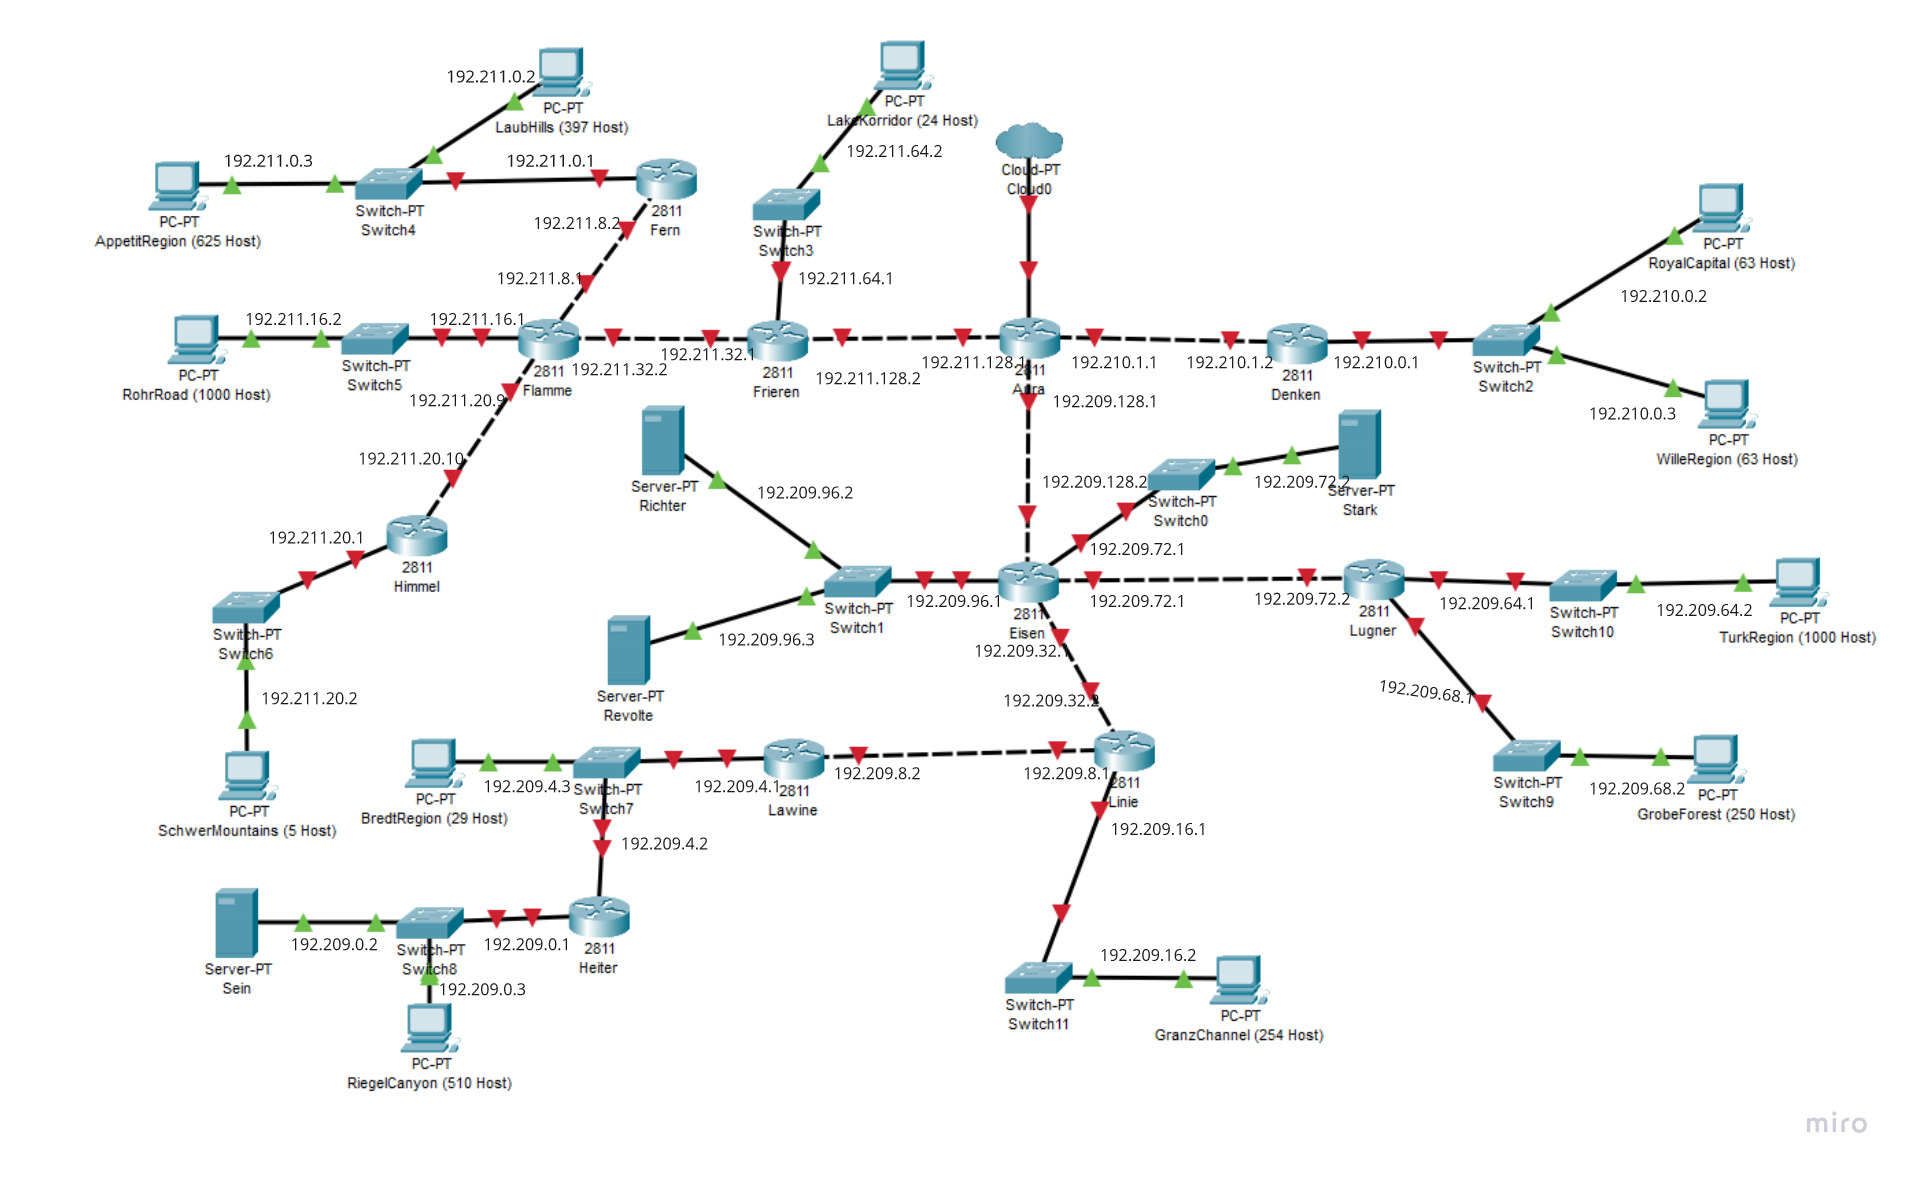 192.211.0.2
PC-PT
LaubHills (397 Host)
192.211.0.3
192.211.0.1
PC-PT
AppetitRegion (625 Host)
Switch-PT
Switch4
2811
Fern
192.211.8.2
192.211.8.1
PC-PT
LakeKorridor (24 Host)
192.211.64.2
Switch-PT
Switch3
192.211.64.1
Cloud-PT
Cloud0
PC-PT
RoyalCapital (63 Host)
192.210.0.2
192.211.16.2
192.211.16.1
PC-PT
RohrRoad (1000 Host)
Switch-PT
Switch5
2811
Flamme
192.211.32.2
192.211.32.1
2811
Frieren
192.211.128.2
192.211.128.1
2811
Aura
192.210.1.1
192.210.1.2
2811
Denken
192.210.0.1
Switch-PT
Switch2
192.210.0.3
PC-PT
WilleRegion (63 Host)
192.211.20.9
192.211.20.10
192.209.128.1
192.209.128.2
Switch-PT
Switch0
192.209.72.2
Server-PT
Stark
192.209.72.1
Server-PT
Richter
192.209.96.2
192.211.20.1
2811
Himmel
Switch-PT
Switch6
192.211.20.2
PC-PT
SchwerMountains (5 Host)
Switch-PT
Switch1
192.209.96.1
192.209.96.3
Server-PT
Revolte
2811
Eisen
192.209.72.1
192.209.72.2
2811
Lugner
192.209.64.1
Switch-PT
Switch10
192.209.64.2
PC-PT
TurkRegion (1000 Host)
192.209.32.1
192.209.32.2
192.209.68.1
Switch-PT
Switch9
192.209.68.2
PC-PT
GrobeForest (250 Host)
PC-PT
BredtRegion (29 Host)
192.209.4.3
Switch-PT
Switch7
192.209.4.1
2811
Lawine
192.209.8.2
192.209.8.1
2811
Linie
192.209.4.2
192.209.16.1
Server-PT
Sein
192.209.0.2
Switch-PT
Switch8
192.209.0.1
2811
Heiter
192.209.0.3
PC-PT
RiegelCanyon (510 Host)
Switch-PT
Switch11
192.209.16.2
PC-PT
GranzChannel (254 Host)
miro